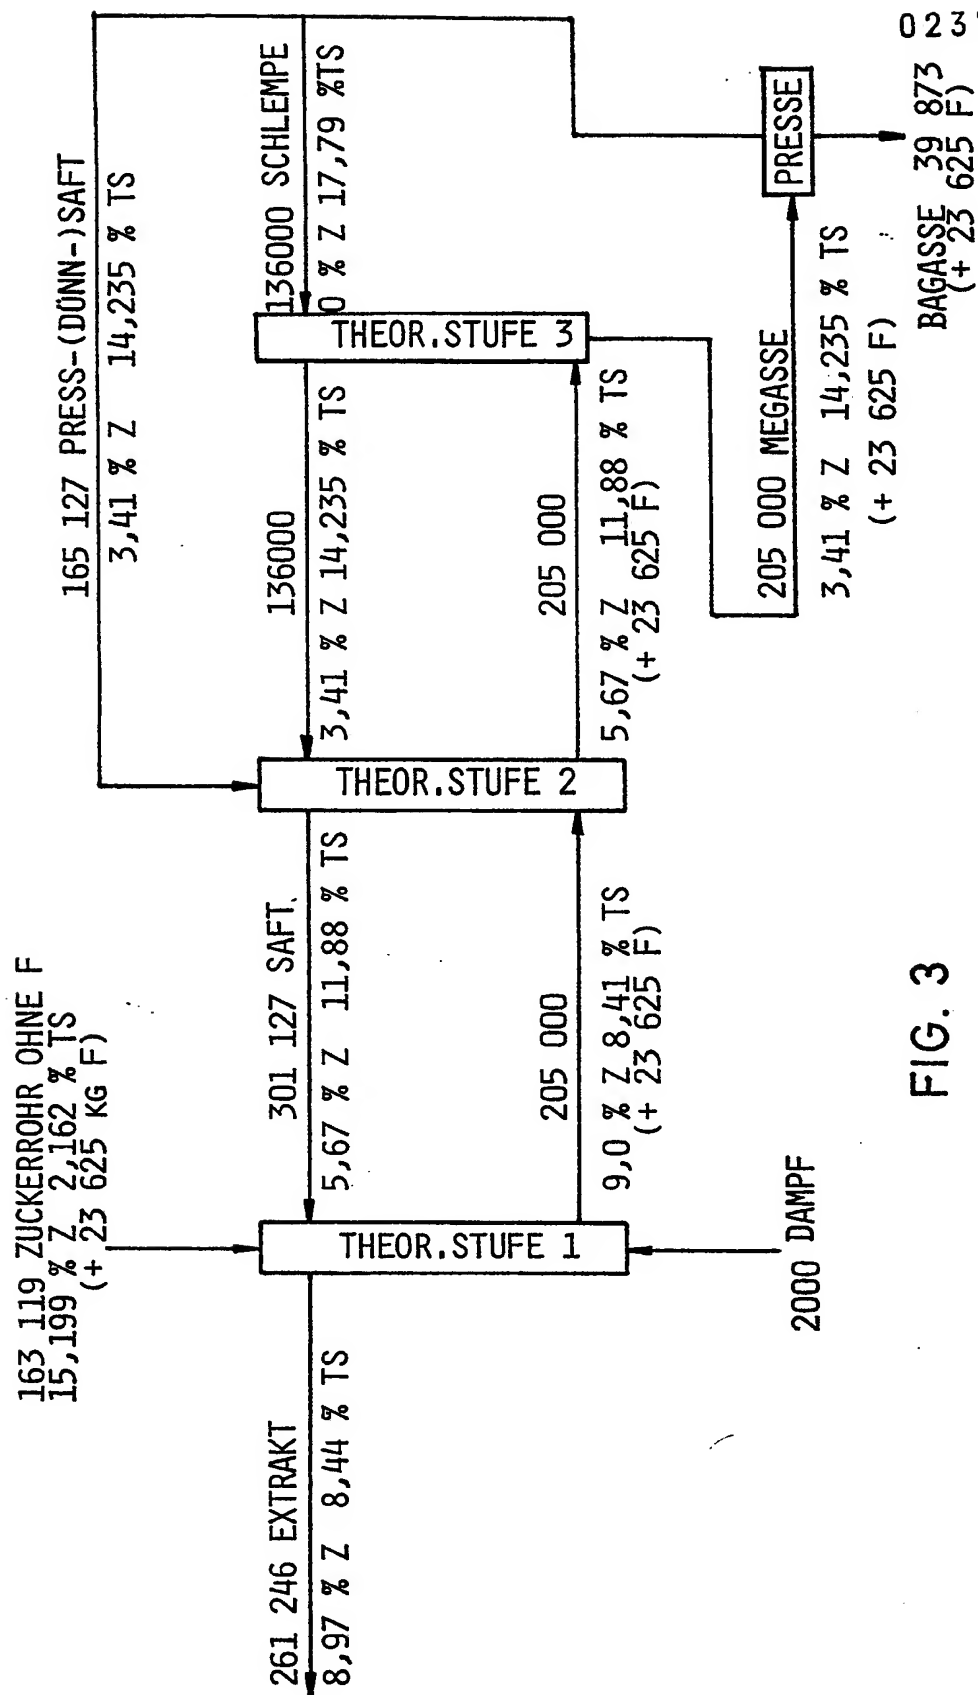 023
163 119 ZUCKERROHR OHNE F
15,199 % Z 2,162 % TS
(+ 23 625 KG F)
165 127 PRESS-(DÜNN-)SAFT
3,41 % Z 14,235 % TS
261 246 EXTRAKT
8,97 % Z 8,44 % TS
THEOR.STUFE 1
301 127 SAFT
5,67 % Z 11,88 % TS
THEOR.STUFE 2
136000
3,41 % Z 14,235 % TS
THEOR.STUFE 3
136000 SCHLEMPE
0 % Z 17,79 %TS
205 000
9,0 % Z 8,41 % TS
(+ 23 625 F)
205 000
5,67 % Z 11,88 % TS
(+ 23 625 F)
2000 DAMPF
205 000 MEGASSE
3,41 % Z 14,235 % TS
(+ 23 625 F)
PRESSE
BAGASSE 39 873
(+ 23 625 F)
FIG. 3